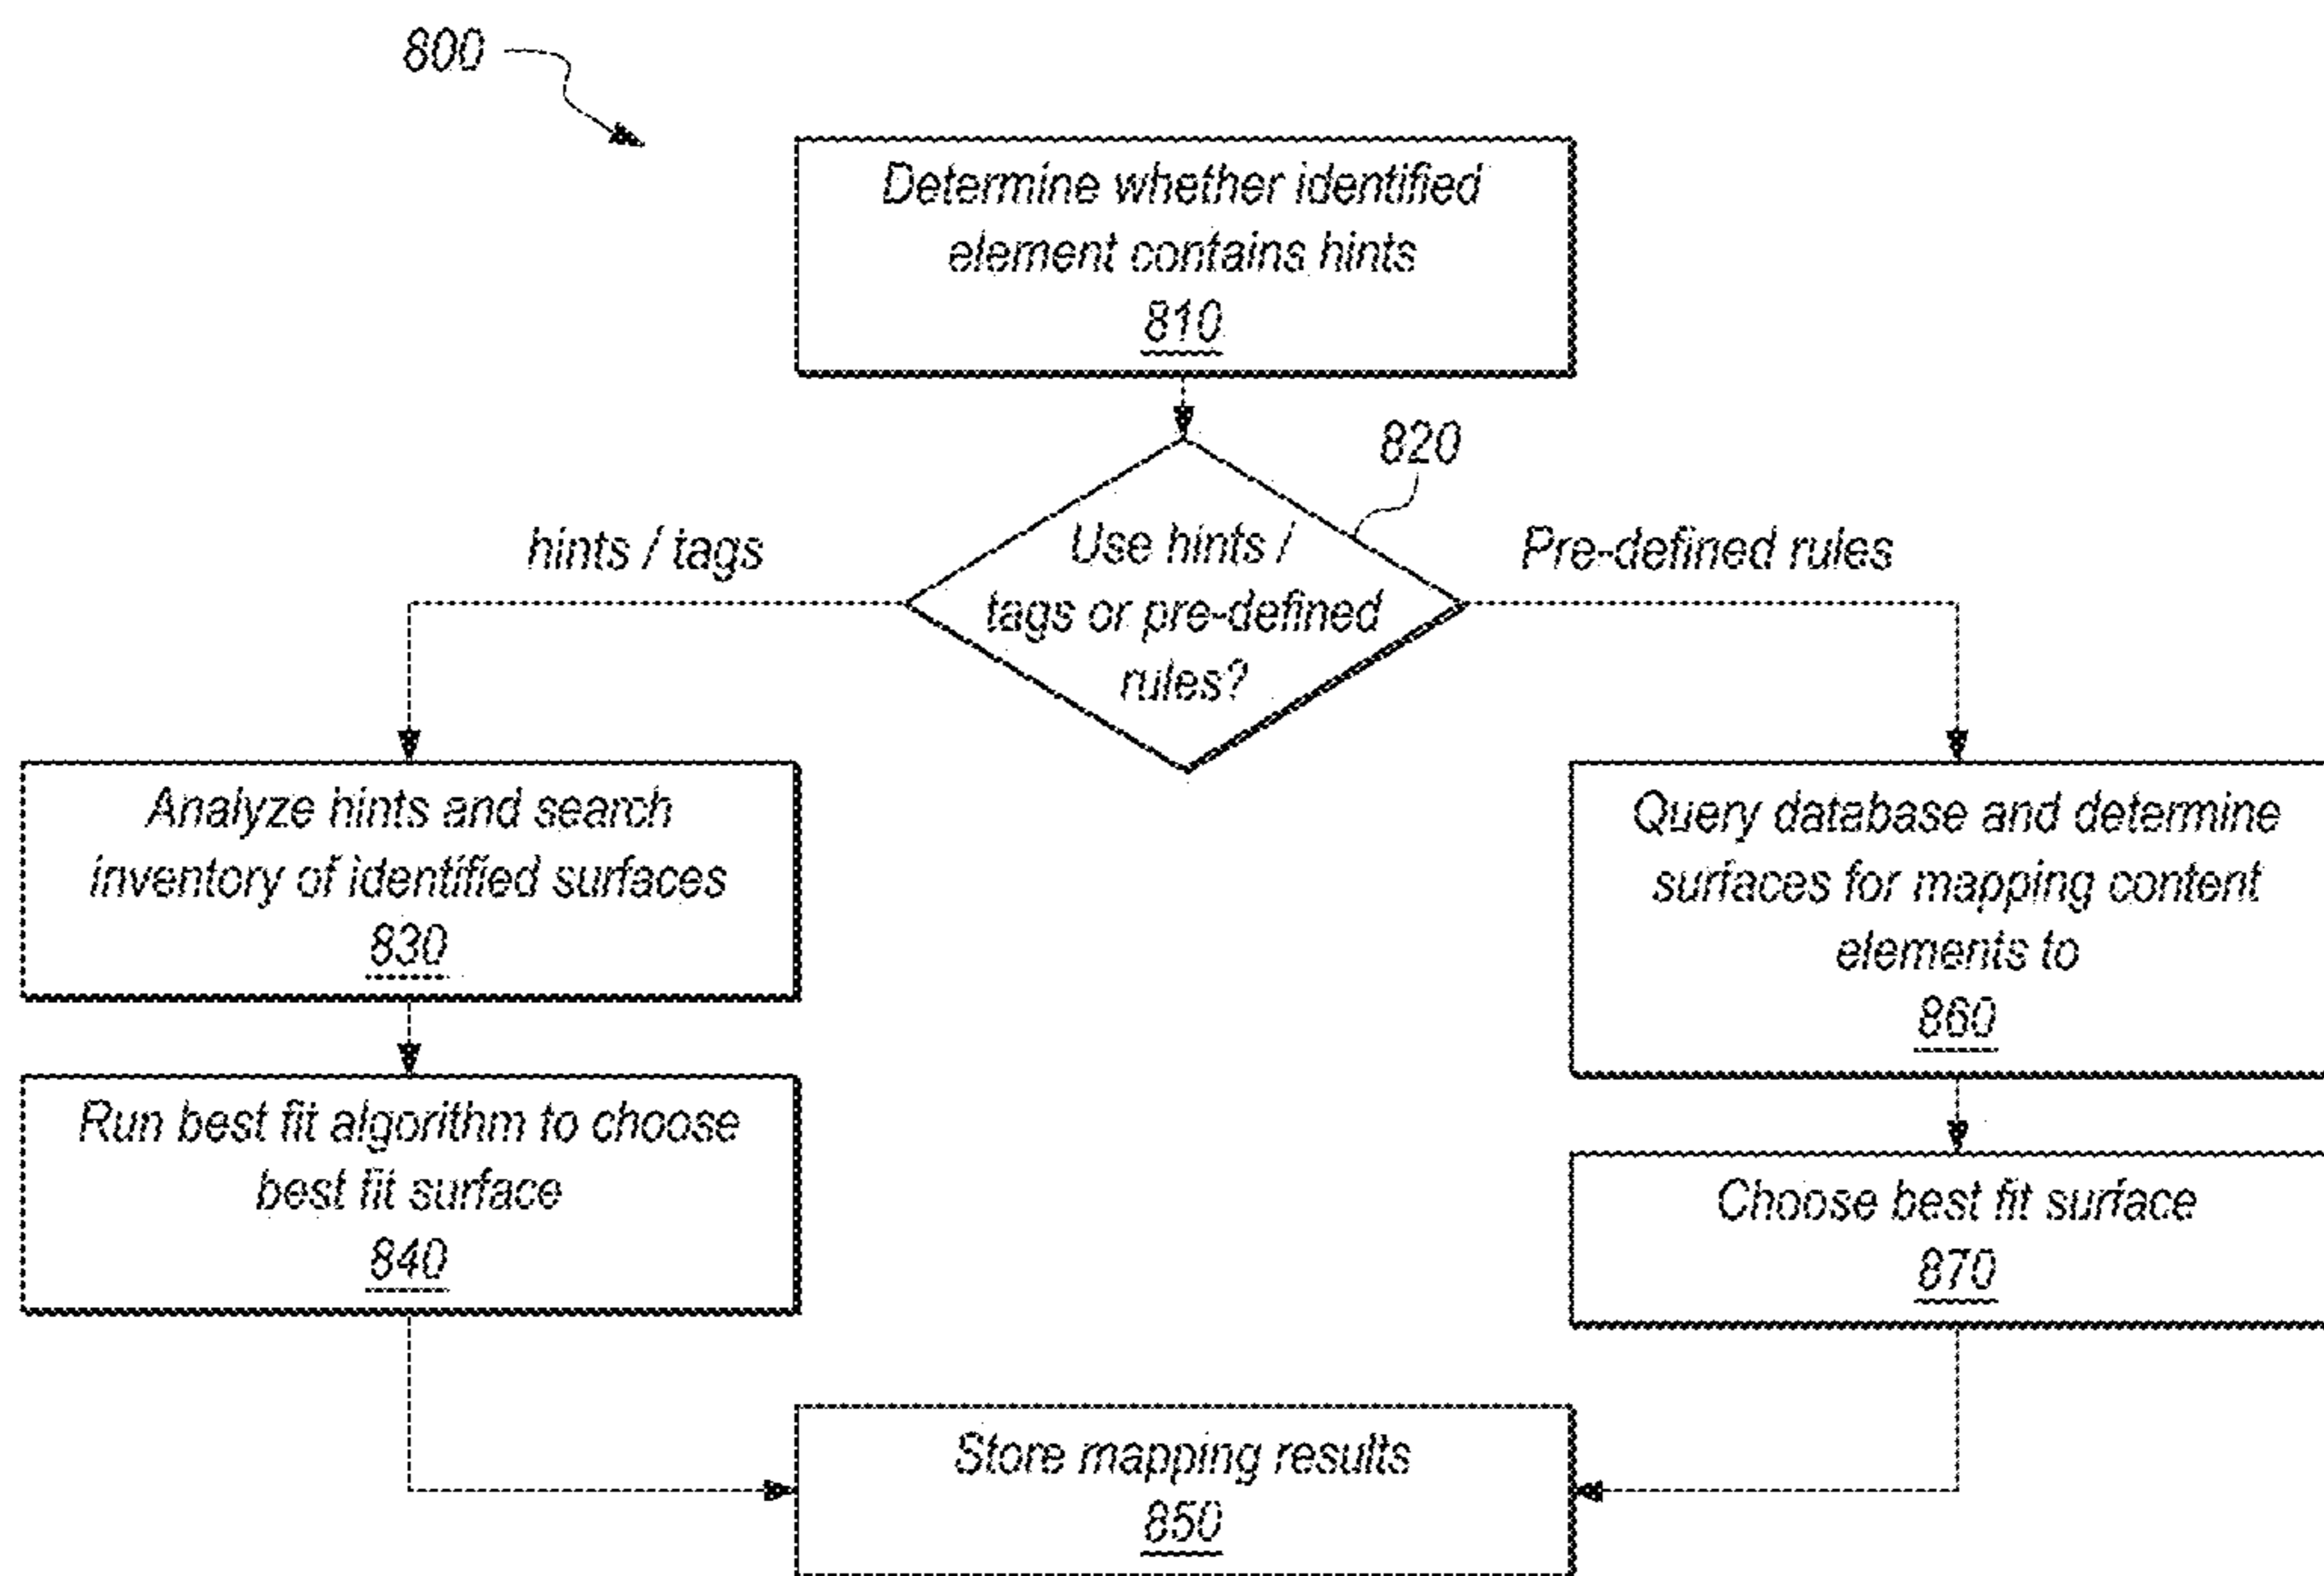 800
Determine whether identified
element contains hints
810
820
Use hints /
tags or pre-defined
rules?
hints / tags
Pre-defined rules
Analyze hints and search
inventory of identified surfaces
830
Run best fit algorithm to choose
best fit surface
840
Query database and determine
surfaces for mapping content
elements to
860
Choose best fit surface
870
Store mapping results
850